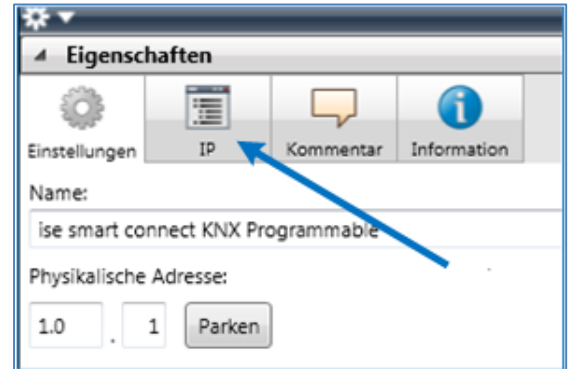 Eigenschaften
Einstellungen IP Kommentar Information
Name:
ise smart connect KNX Programmable
Physikalische Adresse:
1.0 . 1 Parken